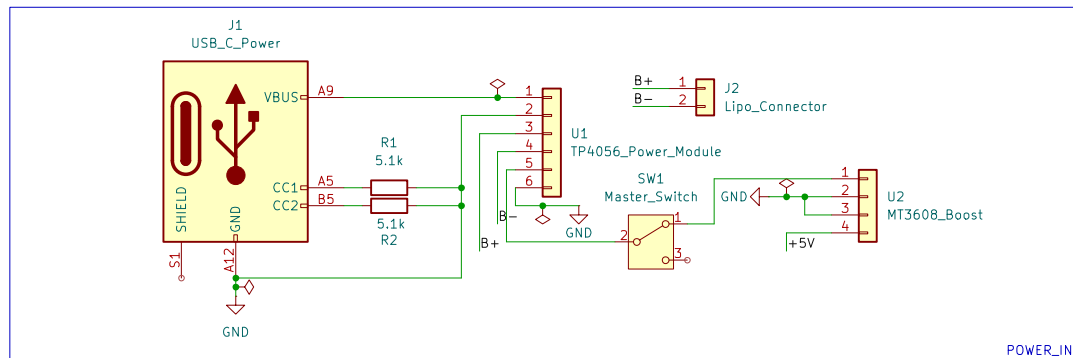 J1
USB_C_Power
VBUS
A9
CC1
A5
CC2
B5
SHIELD
GND
S1
A12
GND
R1
5.1k
5.1k
R2
1
2
3
4
5
6
U1
TP4056_Power_Module
B-
B+
GND
B+
B-
1
2
J2
Lipo_Connector
SW1
Master_Switch
1
2
3
GND
+5V
1
2
3
4
U2
MT3608_Boost
POWER_IN